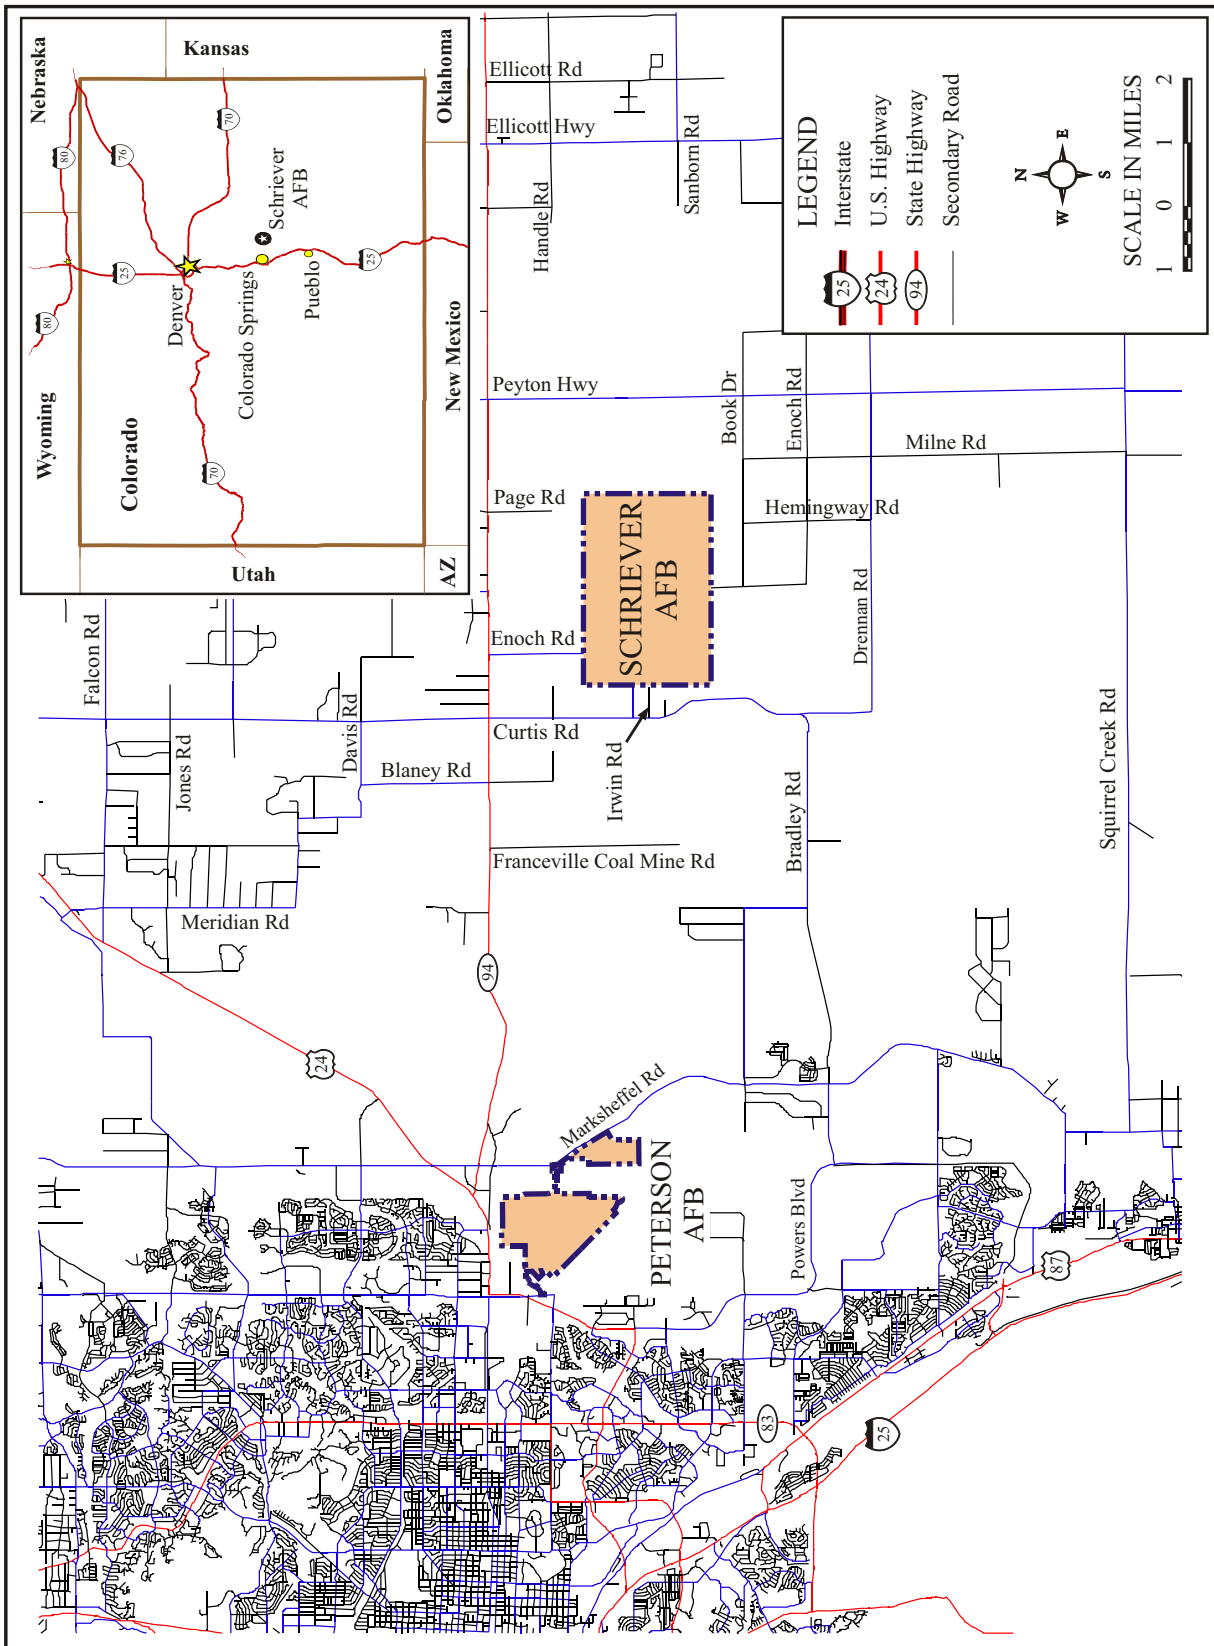 Nebraska
Kansas
Oklahoma
Wyoming
Colorado
Utah
AZ
New Mexico
80
76
70
25
80
70
25
Denver
Colorado Springs
Pueblo
Schriever
AFB
LEGEND
25
Interstate
24
U.S. Highway
94
State Highway
Secondary Road
N
W
E
S
SCALE IN MILES
1
0
1
2
Ellicott Rd
Ellicott Hwy
Handle Rd
Sanborn Rd
Peyton Hwy
Book Dr
Enoch Rd
Milne Rd
Page Rd
Hemingway Rd
SCHRIEVER
AFB
Enoch Rd
Drennan Rd
Falcon Rd
Jones Rd
Davis Rd
Curtis Rd
Blaney Rd
Irwin Rd
Bradley Rd
Squirrel Creek Rd
Franceville Coal Mine Rd
Meridian Rd
94
24
Marksheffel Rd
PETERSON
AFB
Powers Blvd
87
83
25